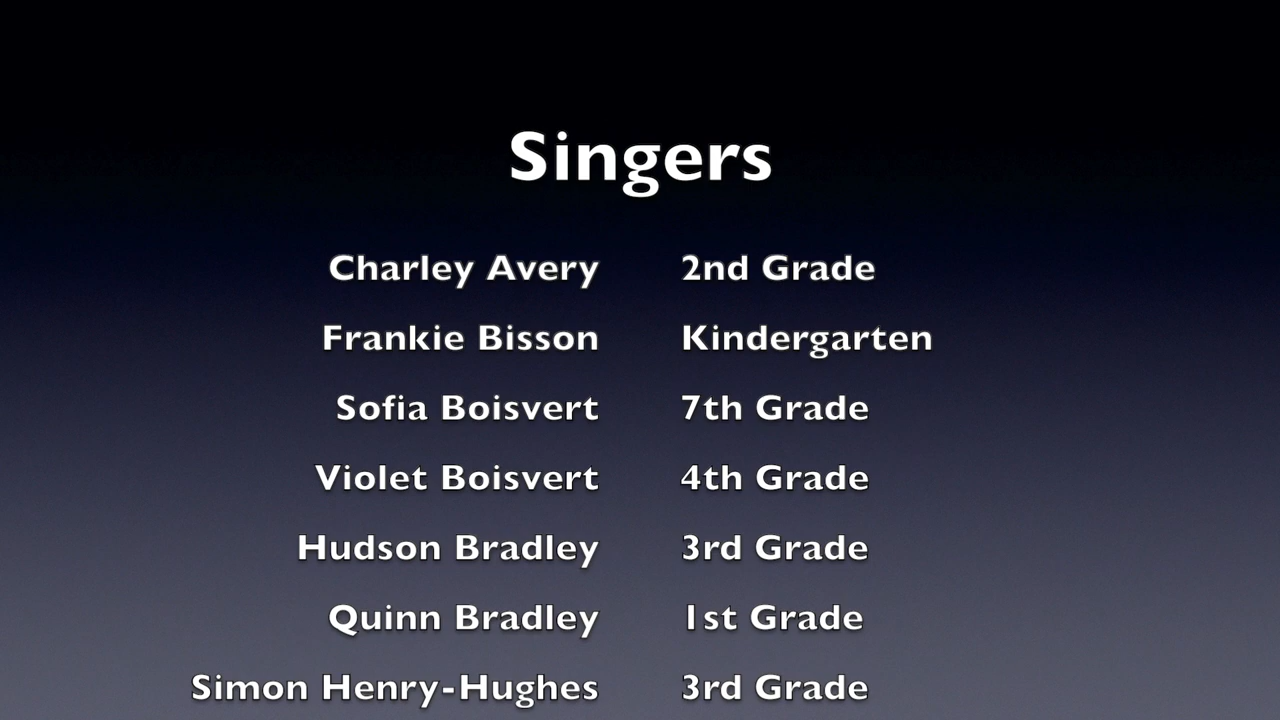 Singers
Charley Avery 2nd Grade
Frankie Bisson Kindergarten
Sofia Boisvert 7th Grade
Violet Boisvert 4th Grade
Hudson Bradley 3rd Grade
Quinn Bradley 1st Grade
Simon Henry-Hughes 3rd Grade